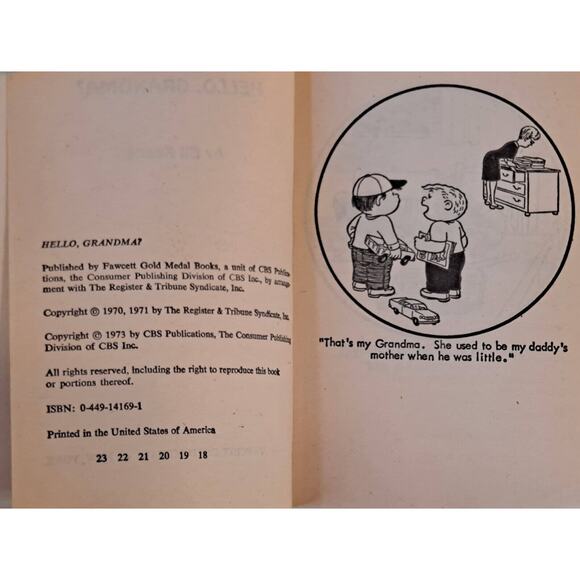 HELLO, GRANDMA?
Published by Fawcett Gold Medal Books, a unit of CBS Publica-
tions, the Consumer Publishing Division of CBS Inc., by arrange-
ment with The Register & Tribune Syndicate, Inc.
Copyright © 1970, 1971 by The Register & Tribune Syndicate, Inc.
Copyright © 1973 by CBS Publications, The Consumer Publishing
Division of CBS Inc.
All rights reserved, including the right to reproduce this book
or portions thereof.
ISBN: 0-449-14169-1
Printed in the United States of America
23 22 21 20 19 18
"That's my Grandma. She used to be my daddy's
mother when he was little."